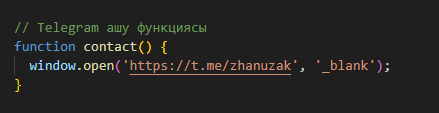 // Telegram ашу функциясы
function contact() {
  window.open('https://t.me/zhanuzak', '_blank');
}